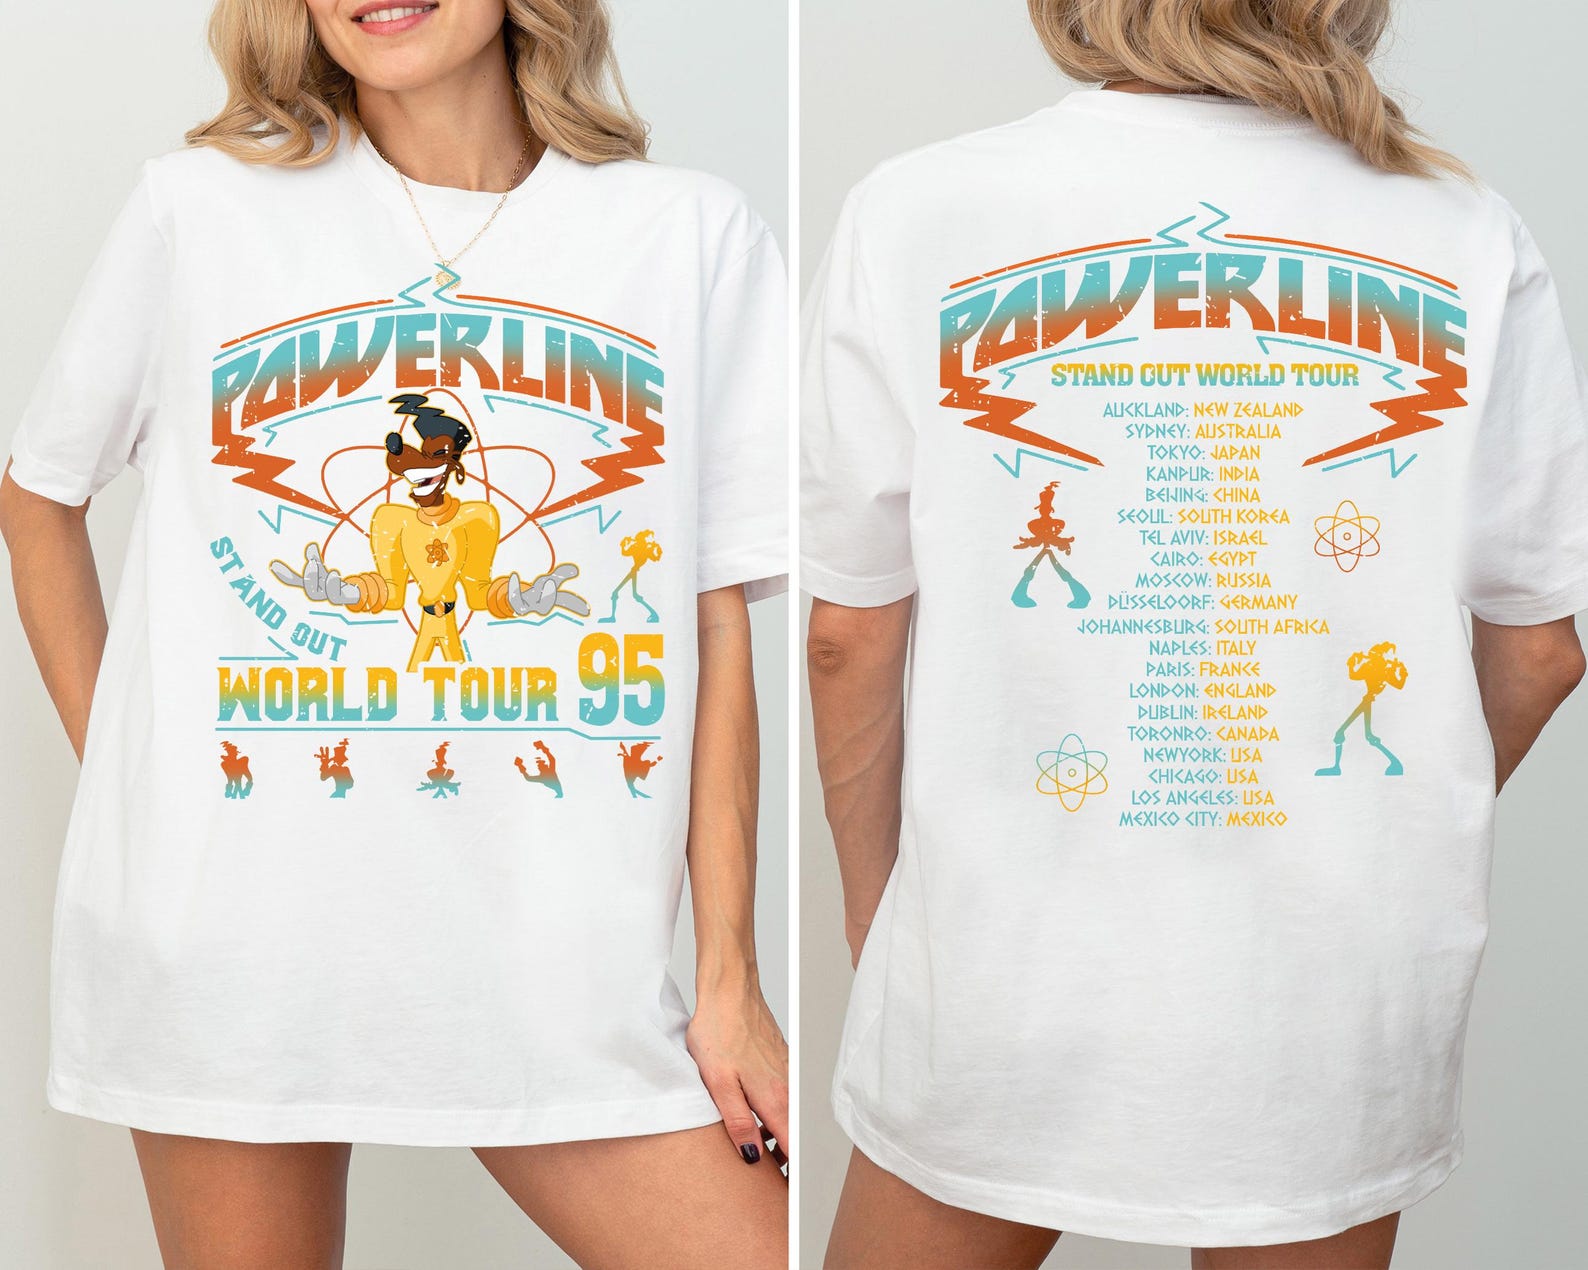 POWERLINE
STAND OUT
WORLD TOUR 95
POWERLINE
STAND OUT WORLD TOUR
AUCKLAND: NEW ZEALAND
SYDNEY: AUSTRALIA
TOKYO: JAPAN
KANPUR: INDIA
BEIJING: CHINA
SEOUL: SOUTH KOREA
TEL AVIV: ISRAEL
CAIRO: EGYPT
MOSCOW: RUSSIA
DÜSSELOORF: GERMANY
JOHANNESBURG: SOUTH AFRICA
NAPLES: ITALY
PARIS: FRANCE
LONDON: ENGLAND
DUBLIN: IRELAND
TORONRO: CANADA
NEWYORK: USA
CHICAGO: USA
LOS ANGELES: USA
MEXICO CITY: MEXICO